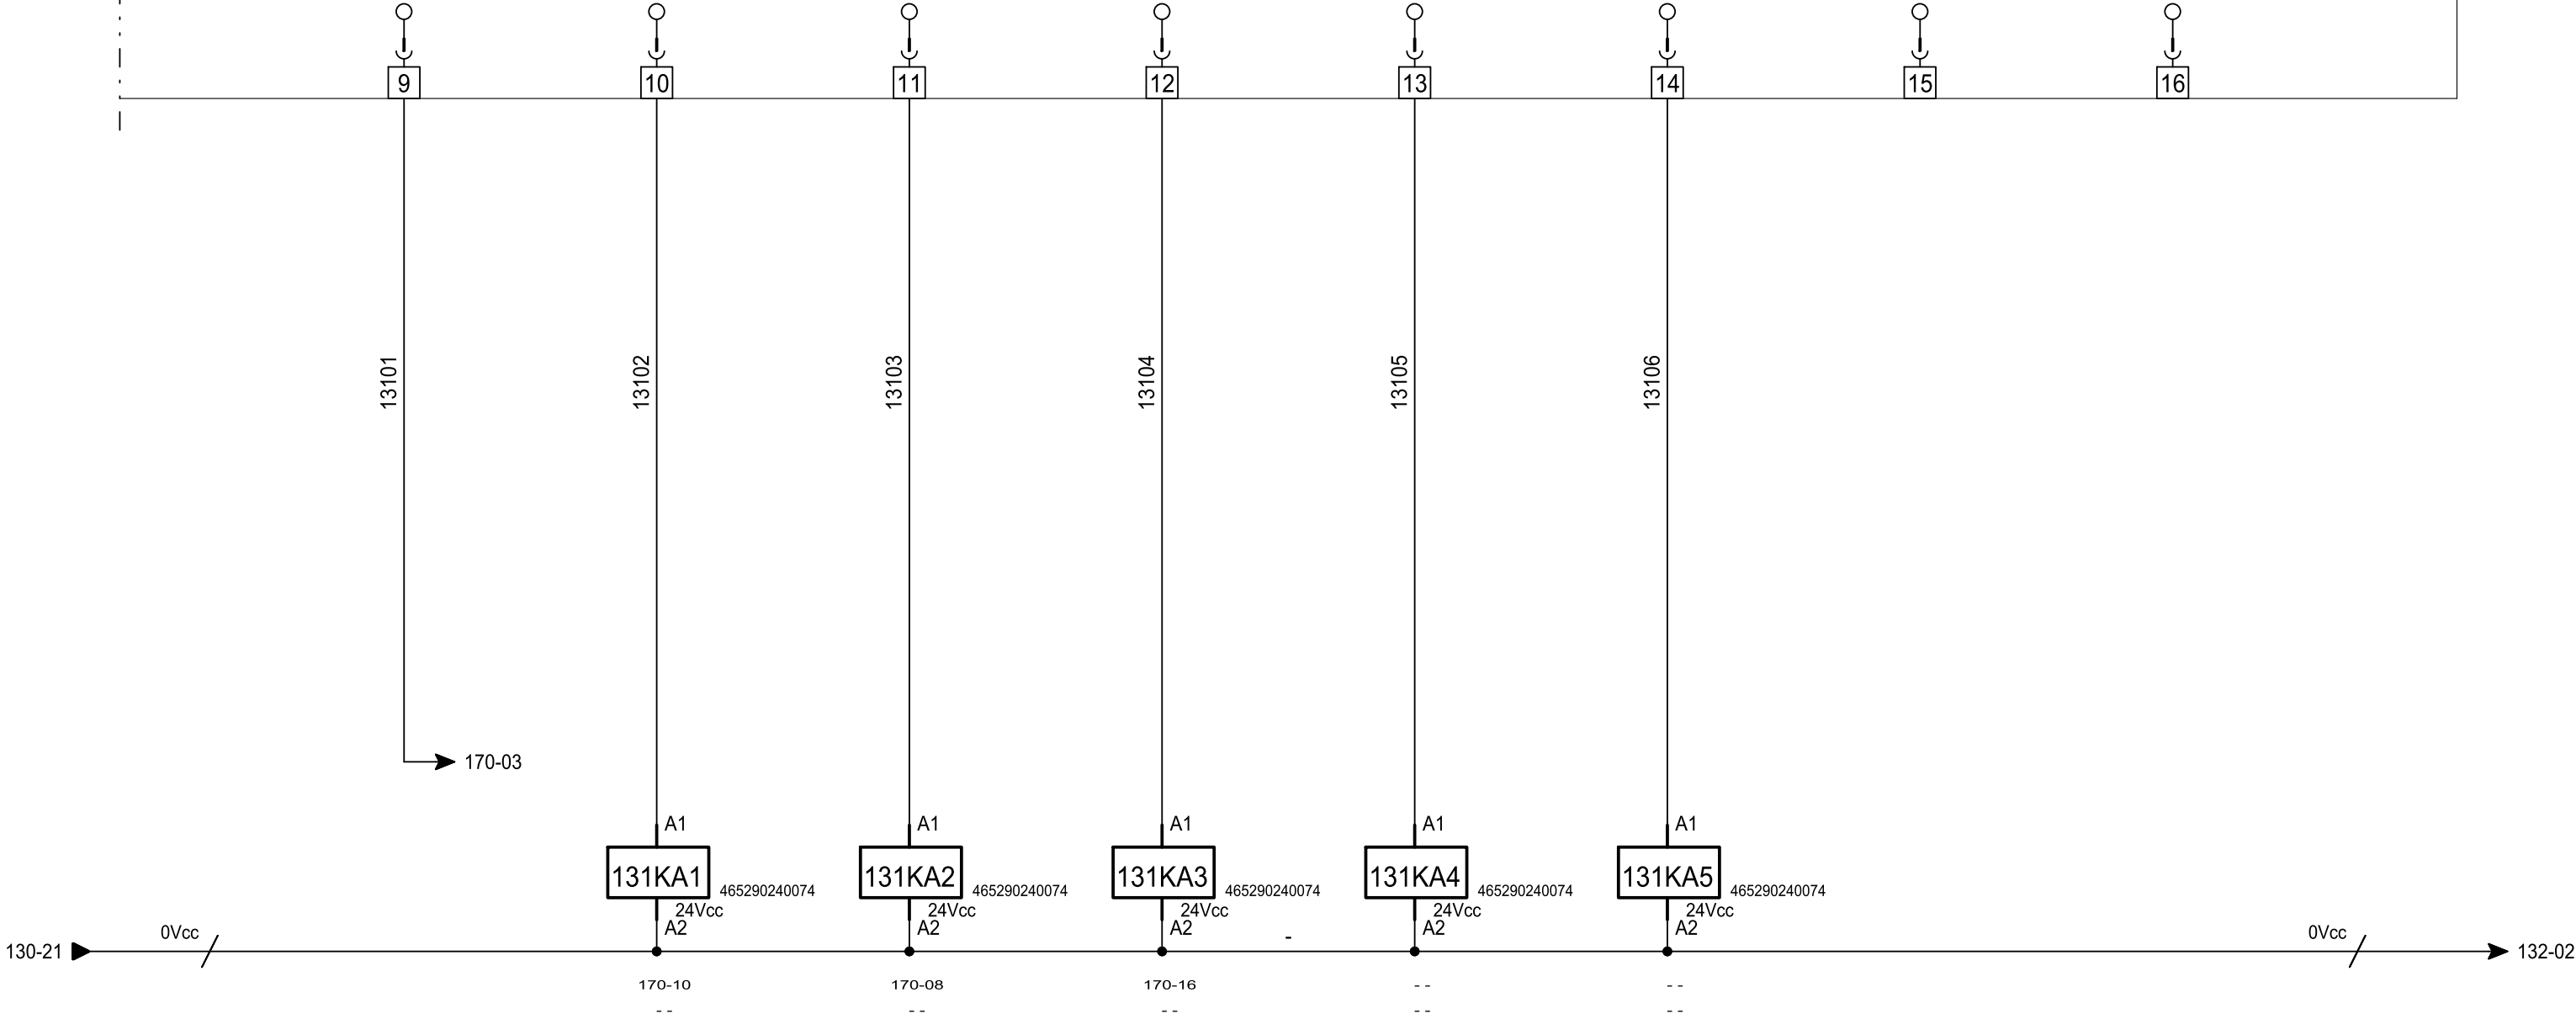 9 10 11 12 13 14 15 16
13101 13102 13103 13104 13105 13106
170-03
A1 A1 A1 A1 A1
131KA1 131KA2 131KA3 131KA4 131KA5
465290240074 465290240074 465290240074 465290240074 465290240074
24Vcc 24Vcc 24Vcc 24Vcc 24Vcc
A2 A2 A2 - A2 A2
0Vcc 0Vcc
130-21 132-02
170-10 170-08 170-16 - - - -
- - - - - - - - - -